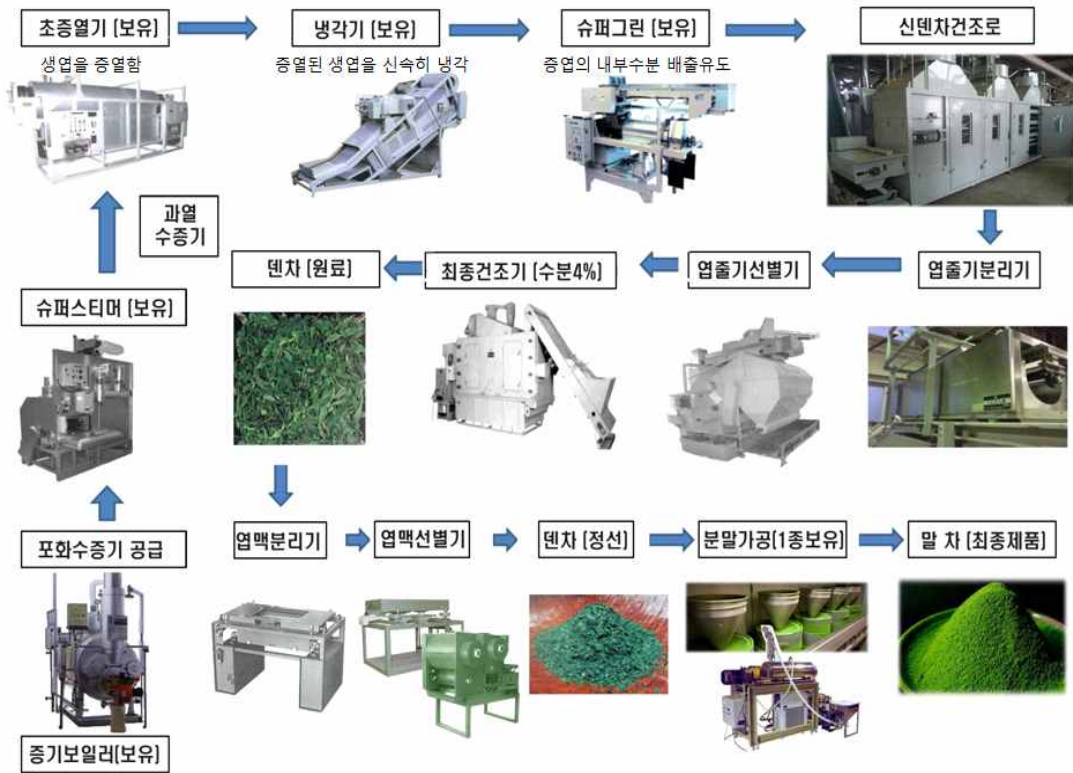 초증열기 (보유)
냉각기 (보유)
슈퍼그린 (보유)
신덴차건조로
생엽을 증열함
증열된 생엽을 신속히 냉각
증엽의 내부수분 배출유도
과열
수증기
덴차 (원료)
최종건조기 (수분4%)
엽줄기선별기
엽줄기분리기
슈퍼스티머 (보유)
포화수증기 공급
엽맥분리기
엽맥선별기
덴차 (정선)
분말가공(1종보유)
말 차 (최종제품)
증기보일러(보유)